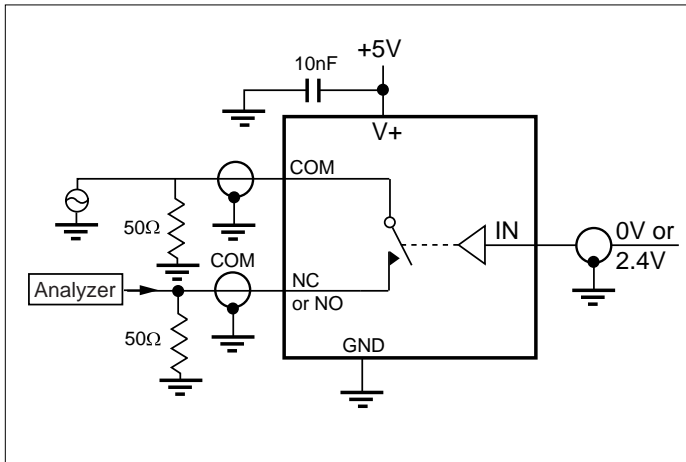 +5V
10nF
V+
COM
50Ω
COM
IN
0V or
2.4V
Analyzer
NC
or NO
50Ω
GND